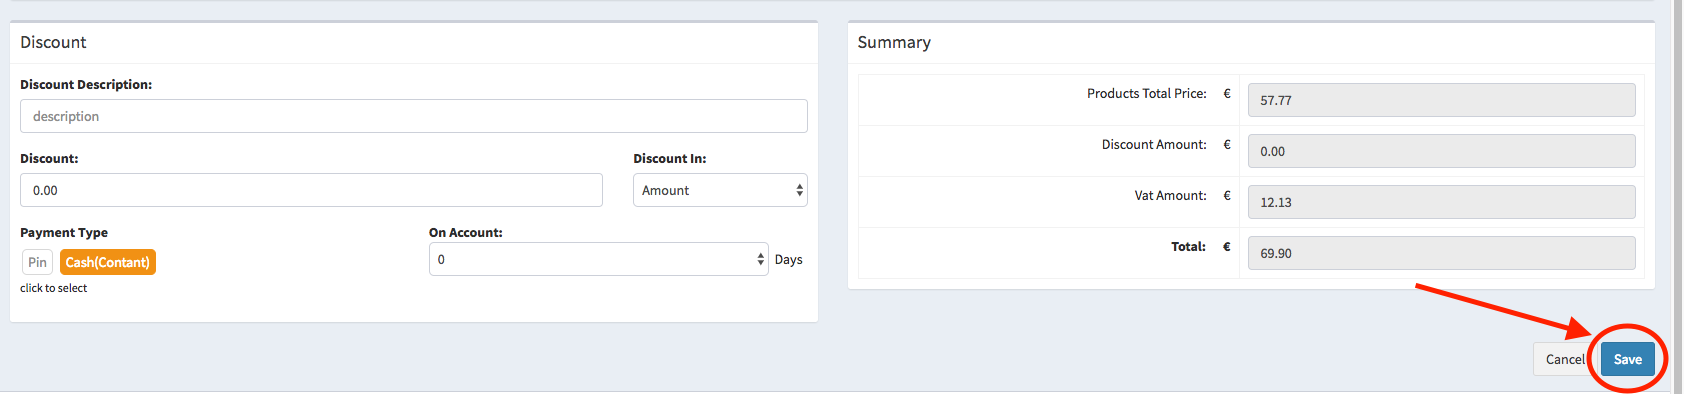 Discount
Discount Description:
description
Discount:
Discount In:
0.00
Amount
Payment Type
On Account:
Pin
Cash(Contant)
0
Days
click to select
Summary
Products Total Price: €
57.77
Discount Amount: €
0.00
Vat Amount: €
12.13
Total: €
69.90
Cancel
Save